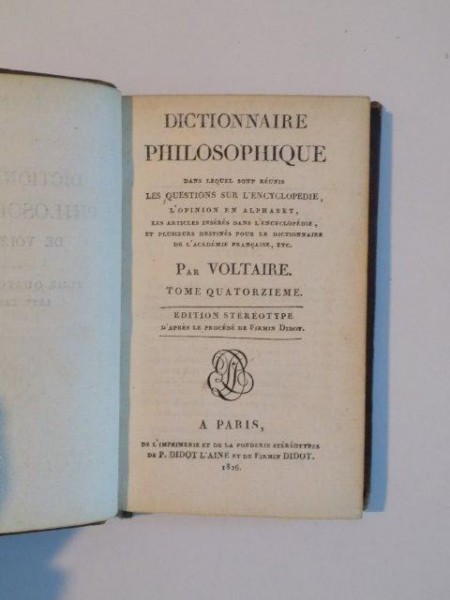 DICTIONNAIRE
PHILOSOPHIQUE
DANS LEQUEL SONT RÉUNIS
LES QUESTIONS SUR L'ENCYCLOPEDIE,
L'OPINION EN ALPHABET,
LES ARTICLES INSÉRÉS DANS L'ENCYCLOPÉDIE,
ET PLUSIEURS DESTINÉS POUR LE DICTIONNAIRE
DE L'ACADÉMIE FRANÇAISE, ETC.
PAR VOLTAIRE.
TOME QUATORZIEME.
EDITION STÉRÉOTYPE
D'APRÈS LE PROCÉDÉ DE FIRMIN DIDOT.
A PARIS,
DE L'IMPRIMERIE ET DE LA FONDERIE STÉRÉOTYPES
DE P. DIDOT L'AINÉ ET DE FIRMIN DIDOT.
1816.